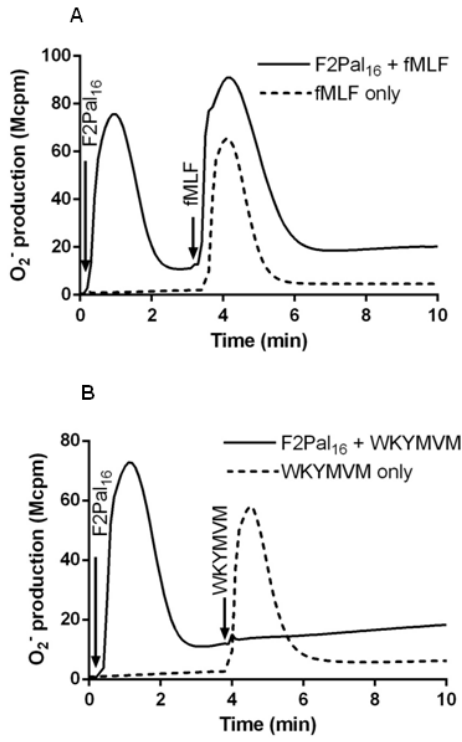 A
F2Pal₁₆ + fMLF
fMLF only
F2Pal₁₆
fMLF
O₂⁻ production (Mcpm)
100
80
60
40
20
0
0 2 4 6 8 10
Time (min)
B
F2Pal₁₆ + WKYMVM
WKYMVM only
F2Pal₁₆
WKYMVM
O₂⁻ production (Mcpm)
80
60
40
20
0
0 2 4 6 8 10
Time (min)